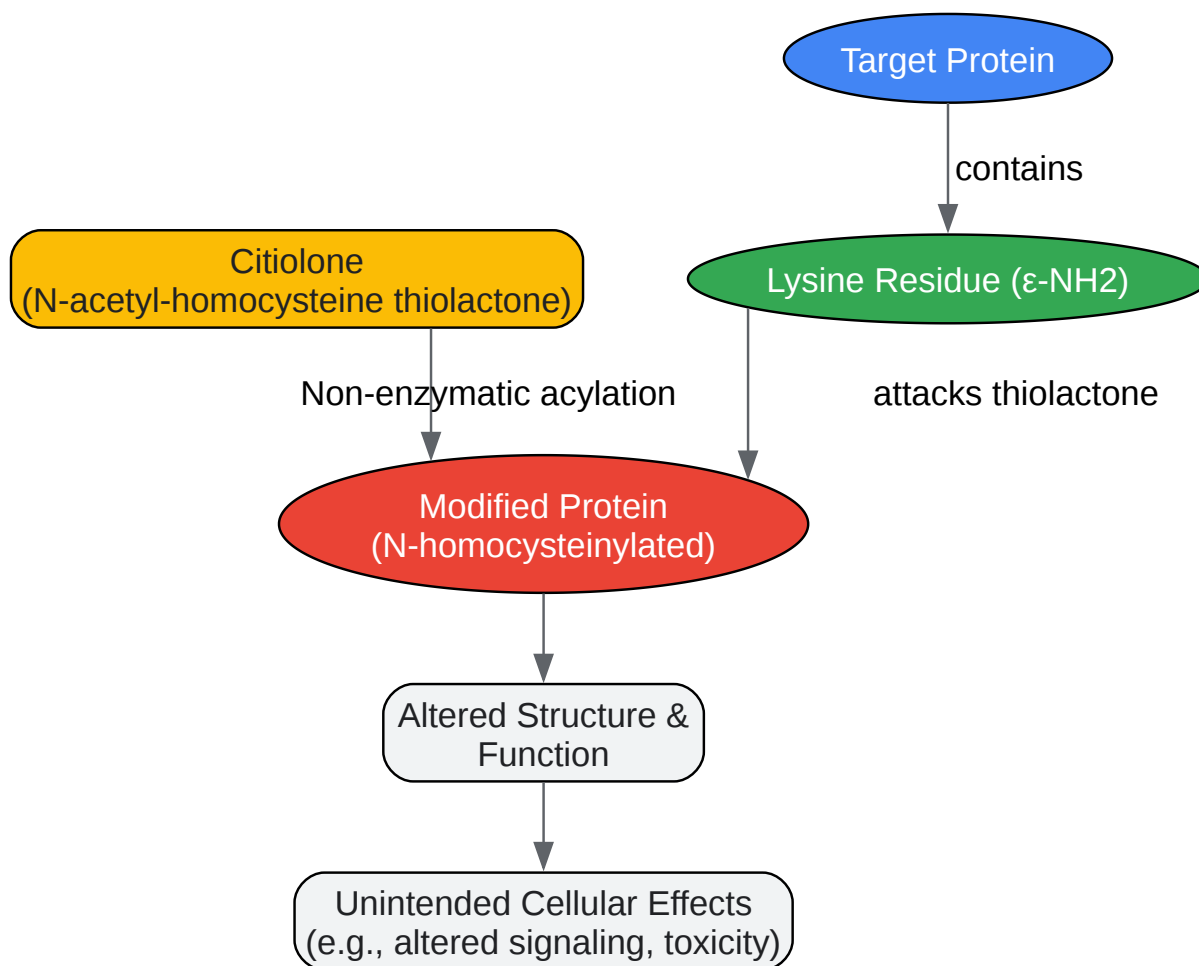 Target Protein
contains
Citiolone
(N-acetyl-homocysteine thiolactone)
Lysine Residue (ε-NH2)
Non-enzymatic acylation
attacks thiolactone
Modified Protein
(N-homocysteinylated)
Altered Structure &
Function
Unintended Cellular Effects
(e.g., altered signaling, toxicity)